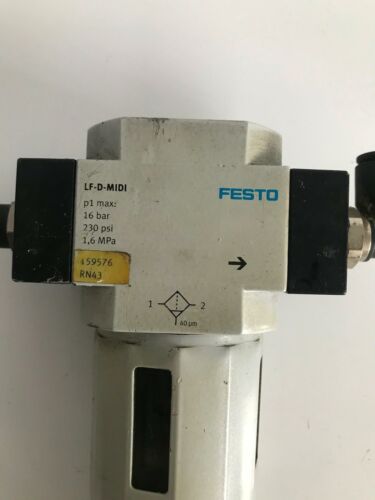 LF-D-MIDI
FESTO
p1 max:
16 bar
230 psi
1,6 MPa
159576
RN43
1 2
40 µm